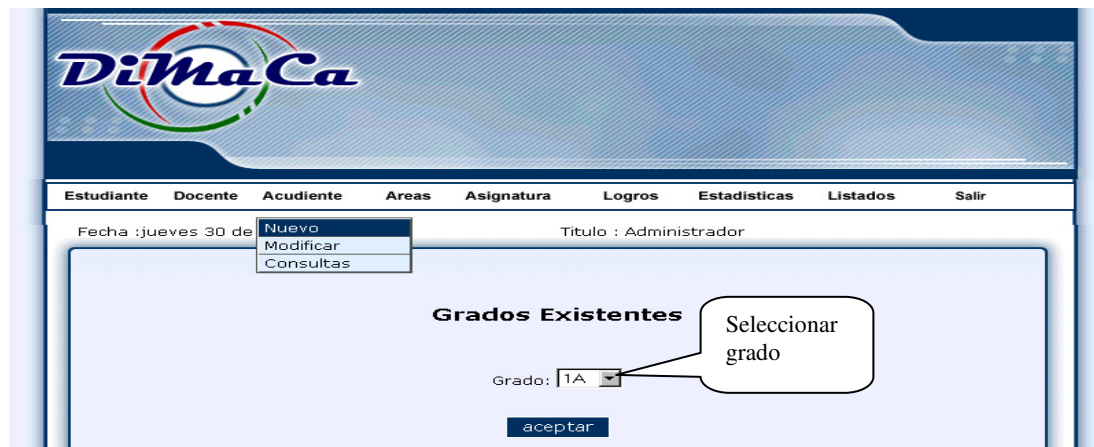 DiMaCa
Estudiante Docente Acudiente Areas Asignatura Logros Estadísticas Listados Salir
Fecha :jueves 30 de Titulo : Administrador
Nuevo
Modificar
Consultas
Grados Existentes
Seleccionar
grado
Grado: 1A
aceptar